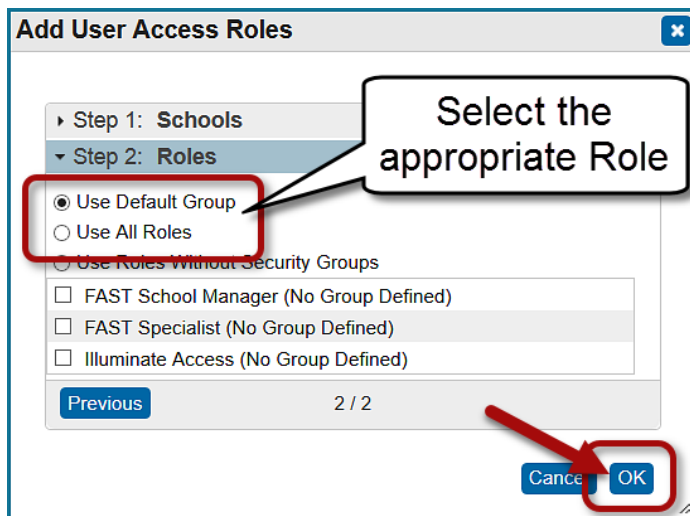 Add User Access Roles
Step 1: Schools
Select the
appropriate Role
Step 2: Roles
Use Default Group
Use All Roles
Use Roles Without Security Groups
FAST School Manager (No Group Defined)
FAST Specialist (No Group Defined)
Illuminate Access (No Group Defined)
Previous 2 / 2
Cancel OK